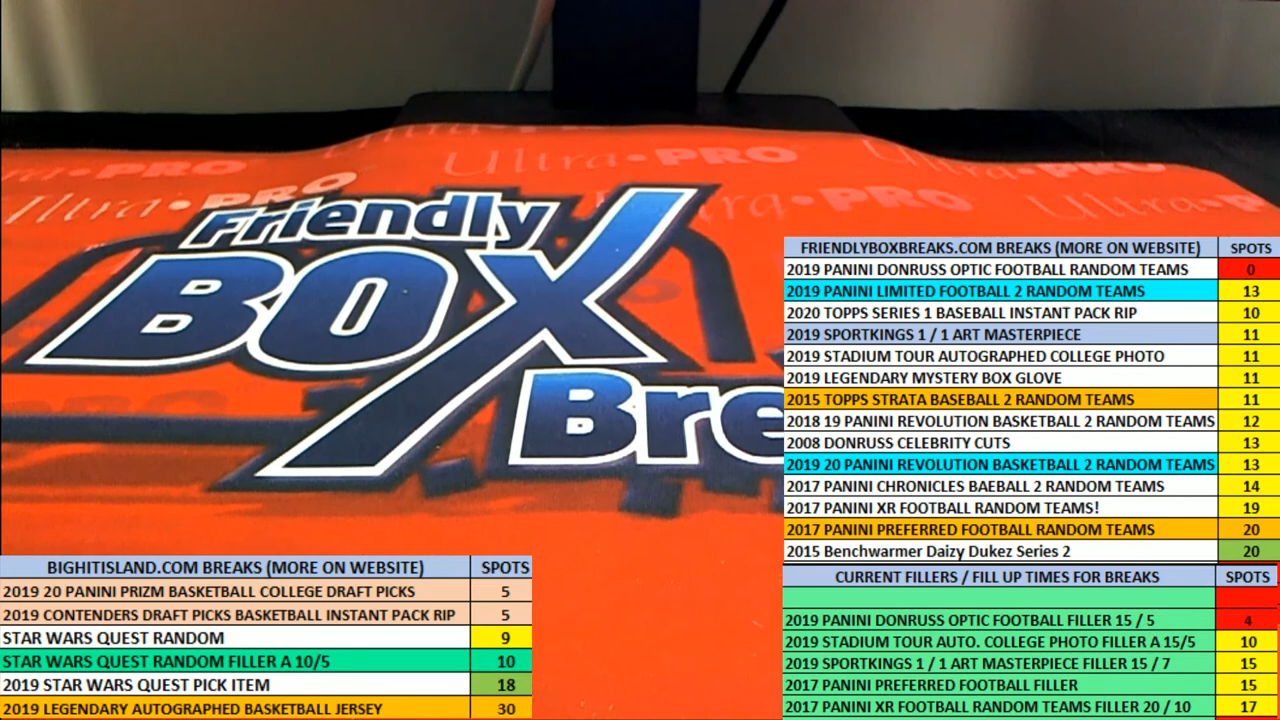 Ultra•PRO
Ultra•PRO
Ultra•PRO
Ultra•PRO
Friendly
BOX
Bre
FRIENDLYBOXBREAKS.COM BREAKS (MORE ON WEBSITE) SPOTS
2019 PANINI DONRUSS OPTIC FOOTBALL RANDOM TEAMS 0
2019 PANINI LIMITED FOOTBALL 2 RANDOM TEAMS 13
2020 TOPPS SERIES 1 BASEBALL INSTANT PACK RIP 10
2019 SPORTKINGS 1 / 1 ART MASTERPIECE 11
2019 STADIUM TOUR AUTOGRAPHED COLLEGE PHOTO 11
2019 LEGENDARY MYSTERY BOX GLOVE 11
2015 TOPPS STRATA BASEBALL 2 RANDOM TEAMS 11
2018 19 PANINI REVOLUTION BASKETBALL 2 RANDOM TEAMS 12
2008 DONRUSS CELEBRITY CUTS 13
2019 20 PANINI REVOLUTION BASKETBALL 2 RANDOM TEAMS 13
2017 PANINI CHRONICLES BAEBALL 2 RANDOM TEAMS 14
2017 PANINI XR FOOTBALL RANDOM TEAMS! 19
2017 PANINI PREFERRED FOOTBALL RANDOM TEAMS 20
2015 Benchwarmer Daizy Dukez Series 2 20
CURRENT FILLERS / FILL UP TIMES FOR BREAKS SPOTS
2019 PANINI DONRUSS OPTIC FOOTBALL FILLER 15 / 5 4
2019 STADIUM TOUR AUTO. COLLEGE PHOTO FILLER A 15/5 10
2019 SPORTKINGS 1 / 1 ART MASTERPIECE FILLER 15 / 7 15
2017 PANINI PREFERRED FOOTBALL FILLER 15
2017 PANINI XR FOOTBALL RANDOM TEAMS FILLER 20 / 10 17
BIGHITISLAND.COM BREAKS (MORE ON WEBSITE) SPOTS
2019 20 PANINI PRIZM BASKETBALL COLLEGE DRAFT PICKS 5
2019 CONTENDERS DRAFT PICKS BASKETBALL INSTANT PACK RIP 5
STAR WARS QUEST RANDOM 9
STAR WARS QUEST RANDOM FILLER A 10/5 10
2019 STAR WARS QUEST PICK ITEM 18
2019 LEGENDARY AUTOGRAPHED BASKETBALL JERSEY 30